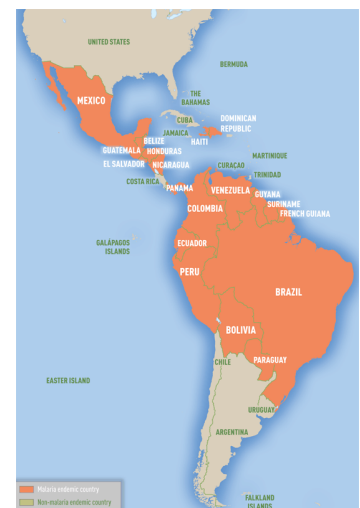 UNITED STATES
BERMUDA
MEXICO
THE
BAHAMAS
CUBA
DOMINICAN
REPUBLIC
JAMAICA
HAITI
BELIZE
GUATEMALA
HONDURAS
EL SALVADOR
NICARAGUA
MARTINIQUE
CURACAO
TRINIDAD
COSTA RICA
PANAMA
VENEZUELA
GUYANA
SURINAME
FRENCH GUIANA
COLOMBIA
GALÁPAGOS
ISLANDS
ECUADOR
PERU
BRAZIL
BOLIVIA
PARAGUAY
CHILE
EASTER ISLAND
URUGUAY
ARGENTINA
Malaria endemic country
Non-malaria endemic country
FALKLAND
ISLANDS